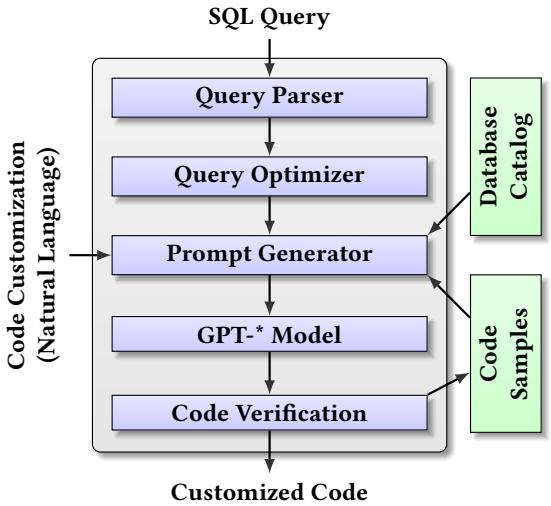 SQL Query
Query Parser
Query Optimizer
Prompt Generator
GPT-* Model
Code Verification
Customized Code
Code Customization
(Natural Language)
Database
Catalog
Code
Samples